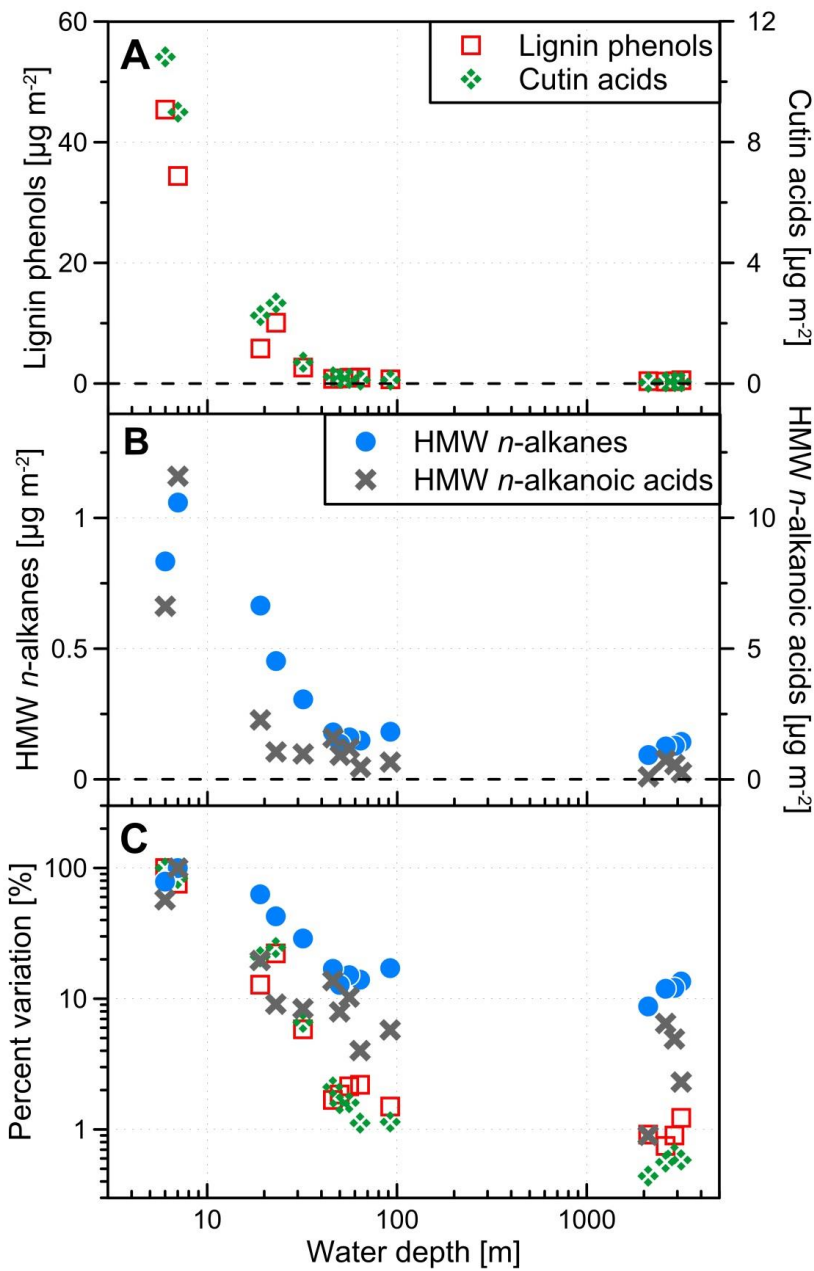 A
Lignin phenols
Cutin acids
60
40
20
0
Lignin phenols [µg m-2]
12
8
4
0
Cutin acids [µg m-2]
B
HMW n-alkanes
HMW n-alkanoic acids
1
0.5
0
HMW n-alkanes [µg m-2]
10
5
0
HMW n-alkanoic acids [µg m-2]
C
100
10
1
Percent variation [%]
10 100 1000
Water depth [m]